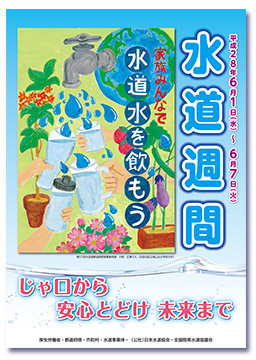 水道週間
平成28年6月1日(水)～6月7日(火)
家族みんなで
水道水を飲もう
じゃ口から
安心とどけ 未来まで
厚生労働省・都道府県・市町村・水道事業体・(公社)日本水道協会・全国簡易水道協議会